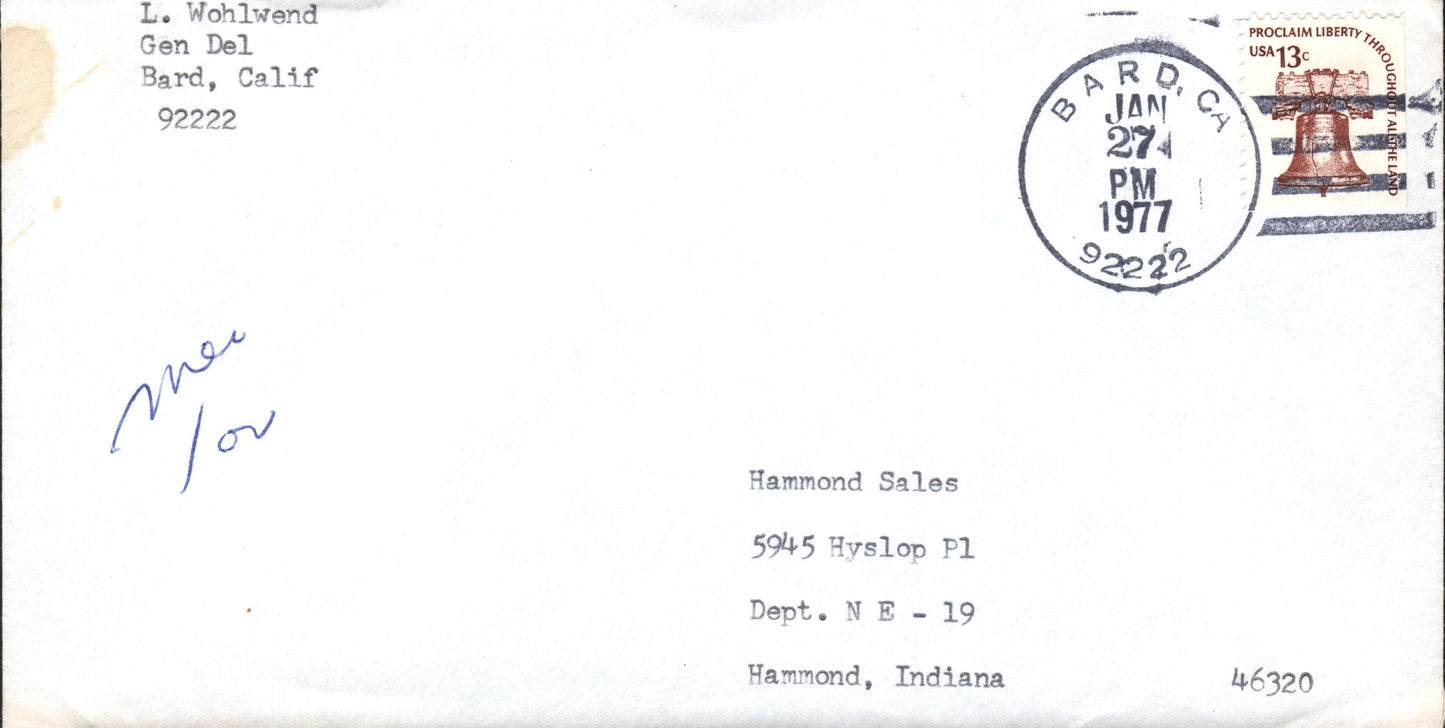 L. Wohlwend
Gen Del
Bard, Calif
92222
BARD, CA
JAN
27
PM
1977
92222
PROCLAIM LIBERTY THROUGHOUT ALL THE LAND
USA 13c
Hammond Sales
5945 Hyslop Pl
Dept. N E - 19
Hammond, Indiana 46320